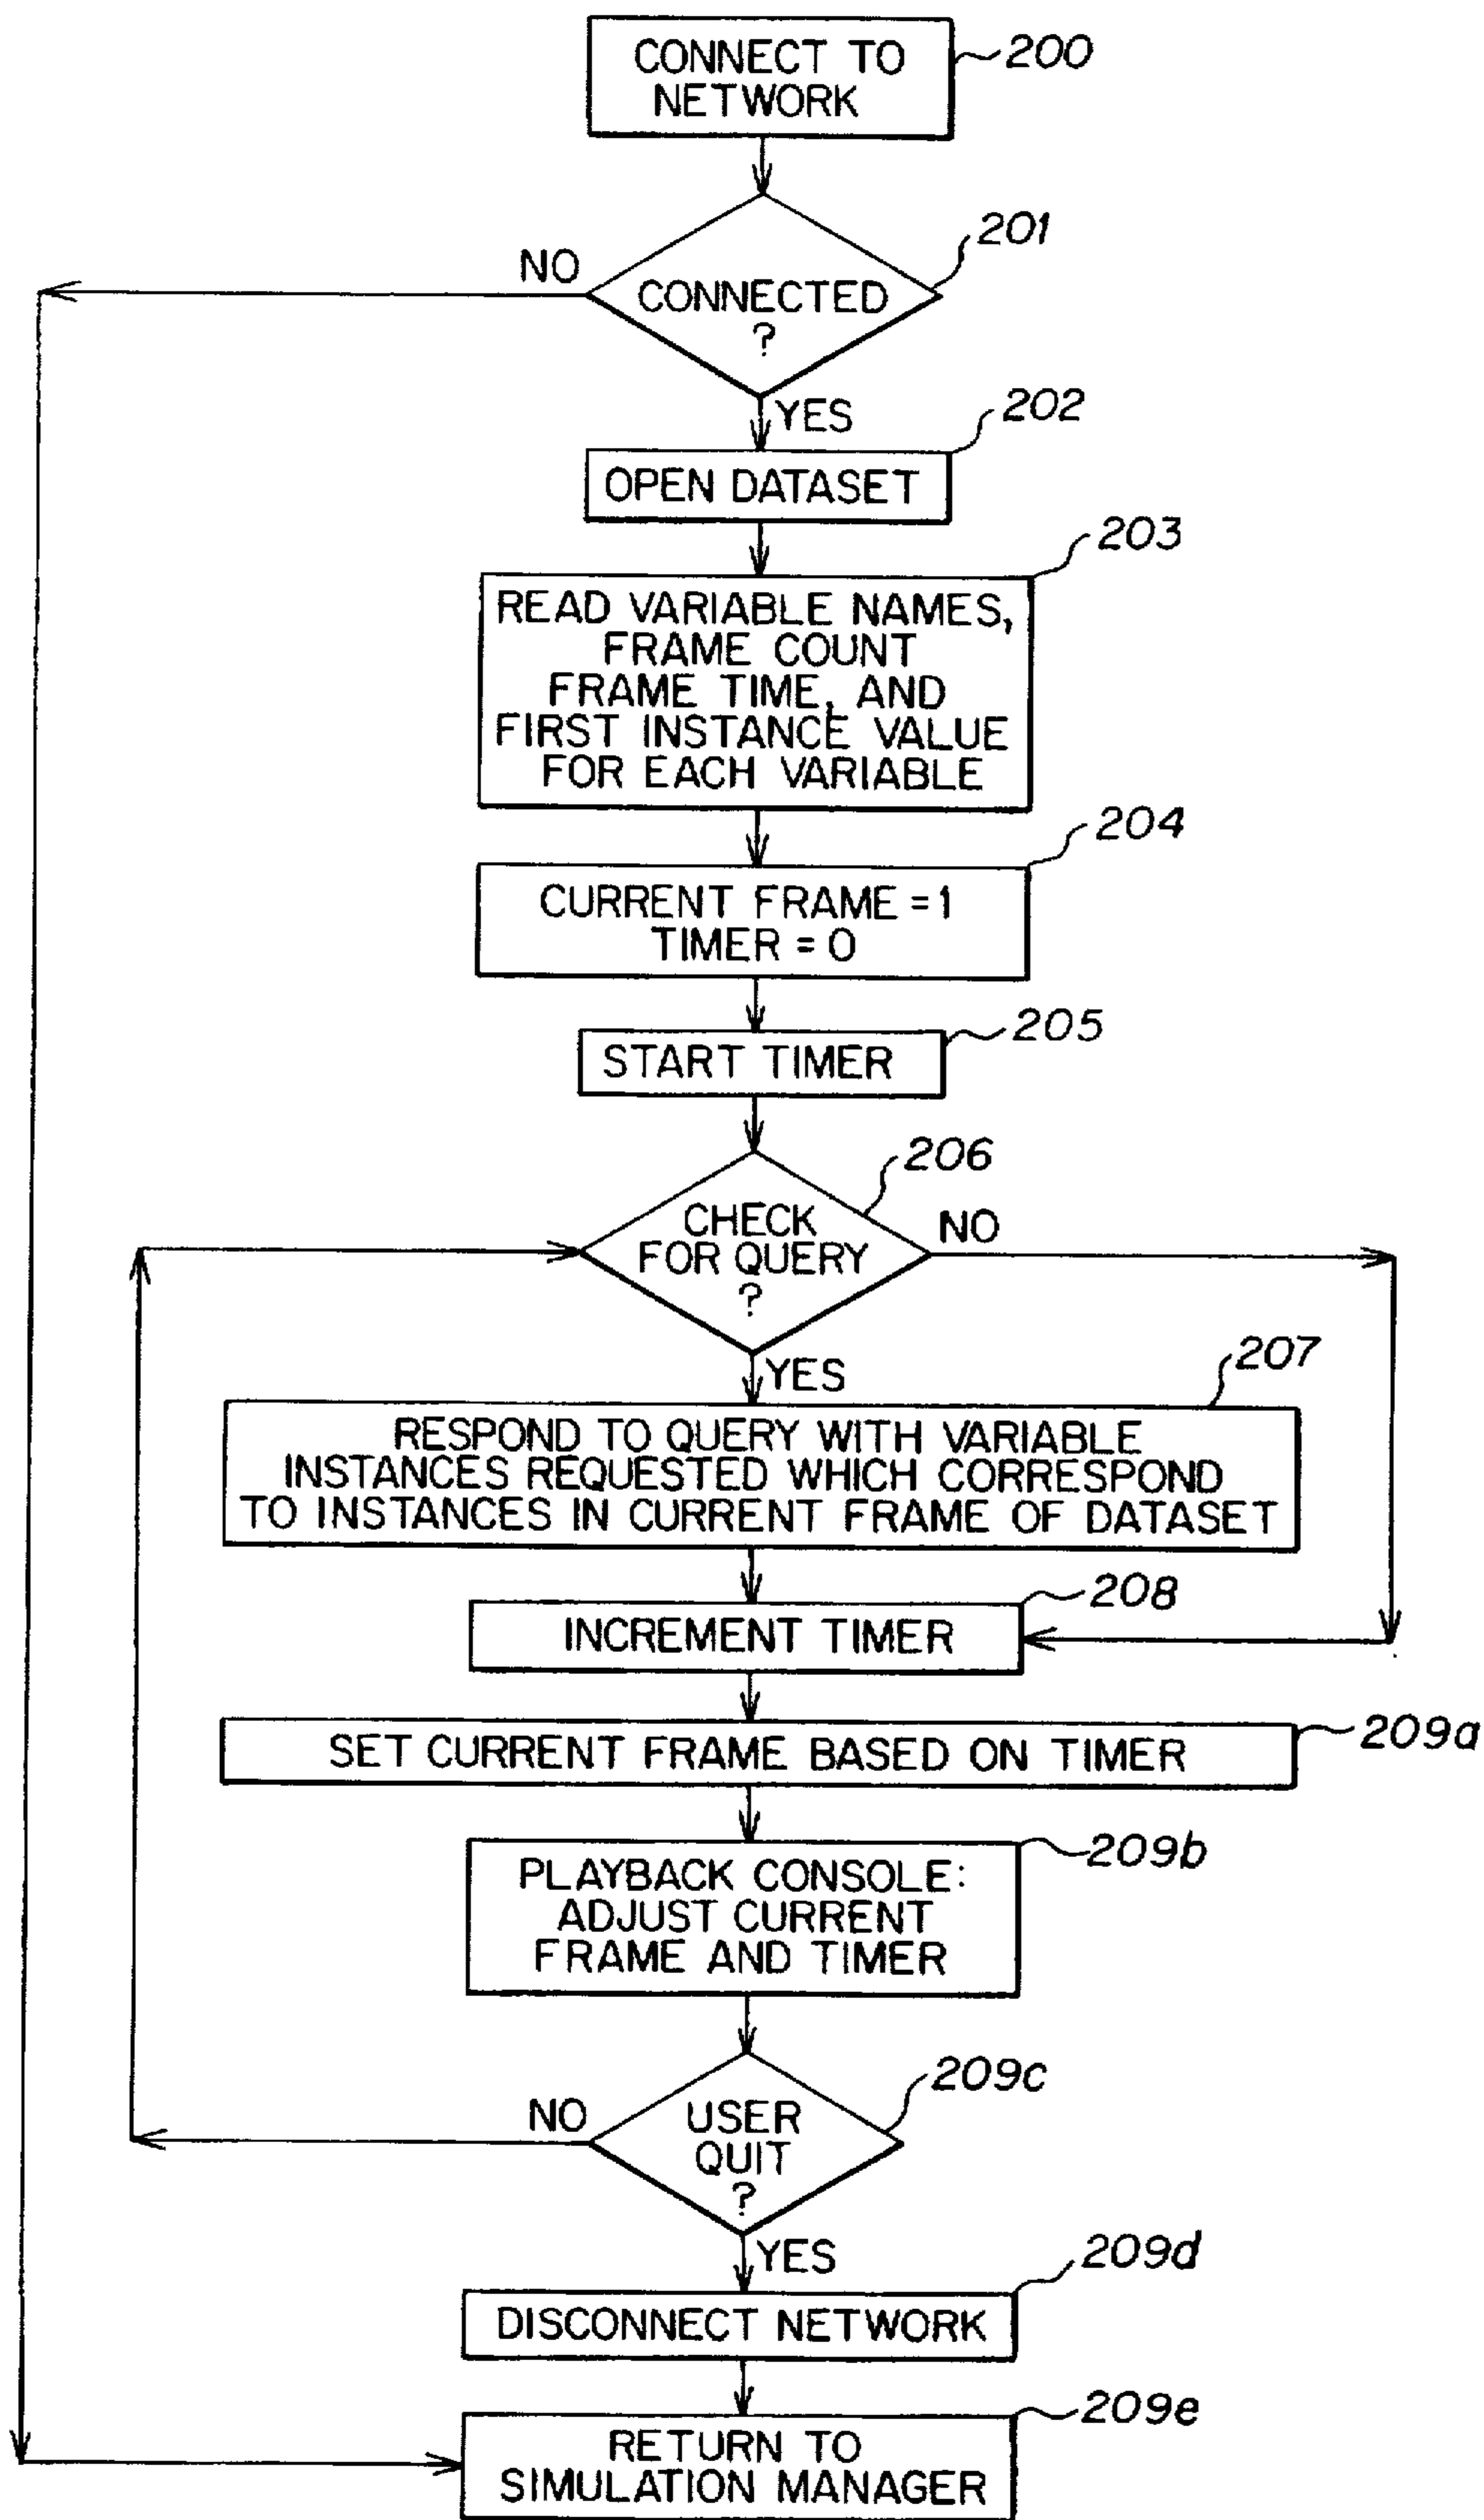 CONNECT TO
NETWORK
200
201
NO
CONNECTED
?
YES
202
OPEN DATASET
203
READ VARIABLE NAMES,
FRAME COUNT
FRAME TIME, AND
FIRST INSTANCE VALUE
FOR EACH VARIABLE
204
CURRENT FRAME = 1
TIMER = 0
205
START TIMER
206
CHECK
FOR QUERY
?
NO
YES
207
RESPOND TO QUERY WITH VARIABLE
INSTANCES REQUESTED WHICH CORRESPOND
TO INSTANCES IN CURRENT FRAME OF DATASET
208
INCREMENT TIMER
209a
SET CURRENT FRAME BASED ON TIMER
209b
PLAYBACK CONSOLE:
ADJUST CURRENT
FRAME AND TIMER
209c
NO
USER
QUIT
?
YES
209d
DISCONNECT NETWORK
209e
RETURN TO
SIMULATION MANAGER